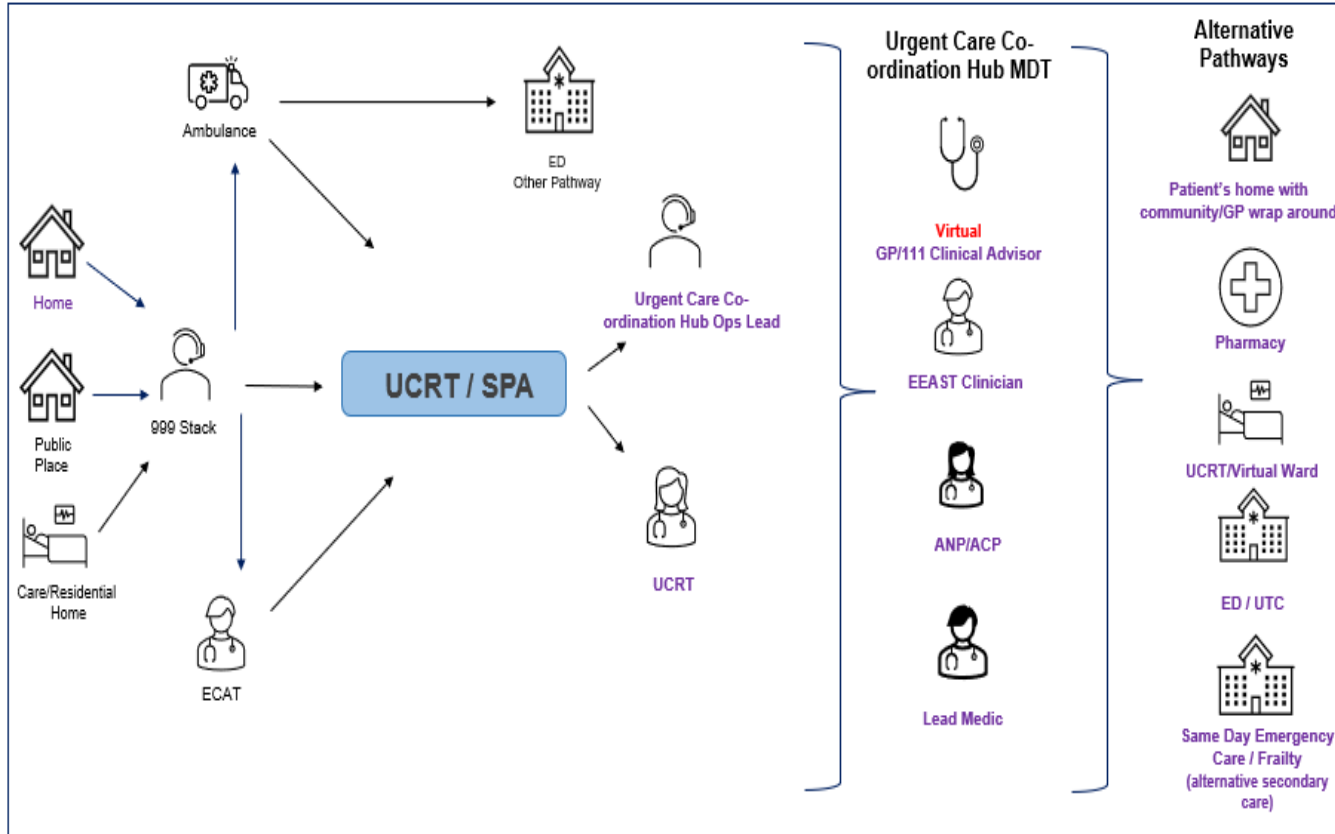 Ambulance
ED
Other Pathway
Home
999 Stack
Public
Place
Care/Residential
Home
ECAT
UCRT / SPA
Urgent Care Co-
ordination Hub Ops Lead
UCRT
Urgent Care Co-
ordination Hub MDT
Virtual
GP/111 Clinical Advisor
EEAST Clinician
ANP/ACP
Lead Medic
Alternative
Pathways
Patient's home with
community/GP wrap around
Pharmacy
UCRT/Virtual Ward
ED / UTC
Same Day Emergency
Care / Frailty
(alternative secondary
care)